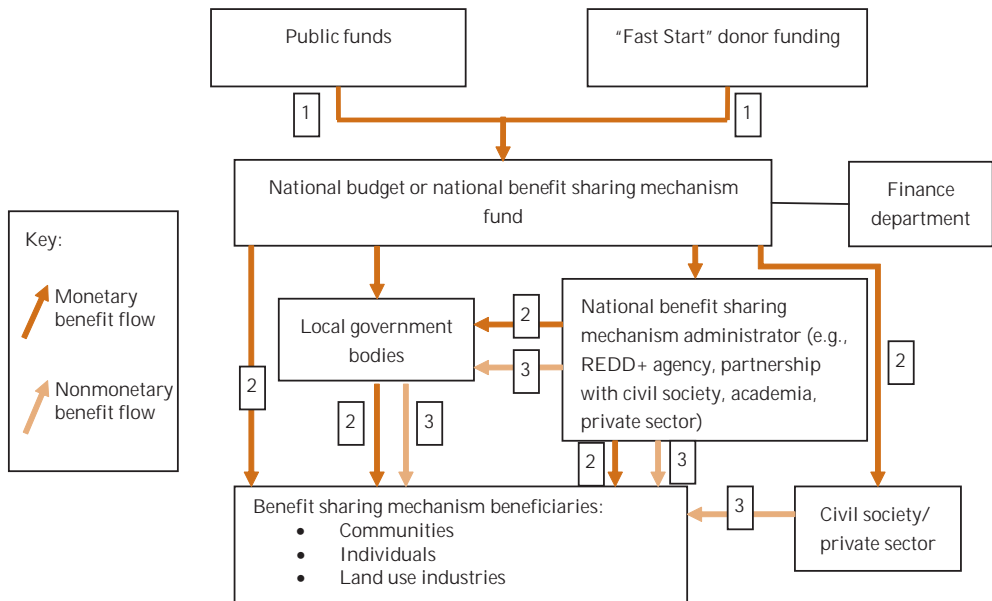 Public funds
“Fast Start” donor funding
1
1
National budget or national benefit sharing mechanism
fund
Finance
department
Key:
Monetary
benefit flow
Nonmonetary
benefit flow
Local government
bodies
2
3
National benefit sharing
mechanism administrator (e.g.,
REDD+ agency, partnership
with civil society, academia,
private sector)
2
2
2
3
2
3
Benefit sharing mechanism beneficiaries:
• Communities
• Individuals
• Land use industries
3
Civil society/
private sector